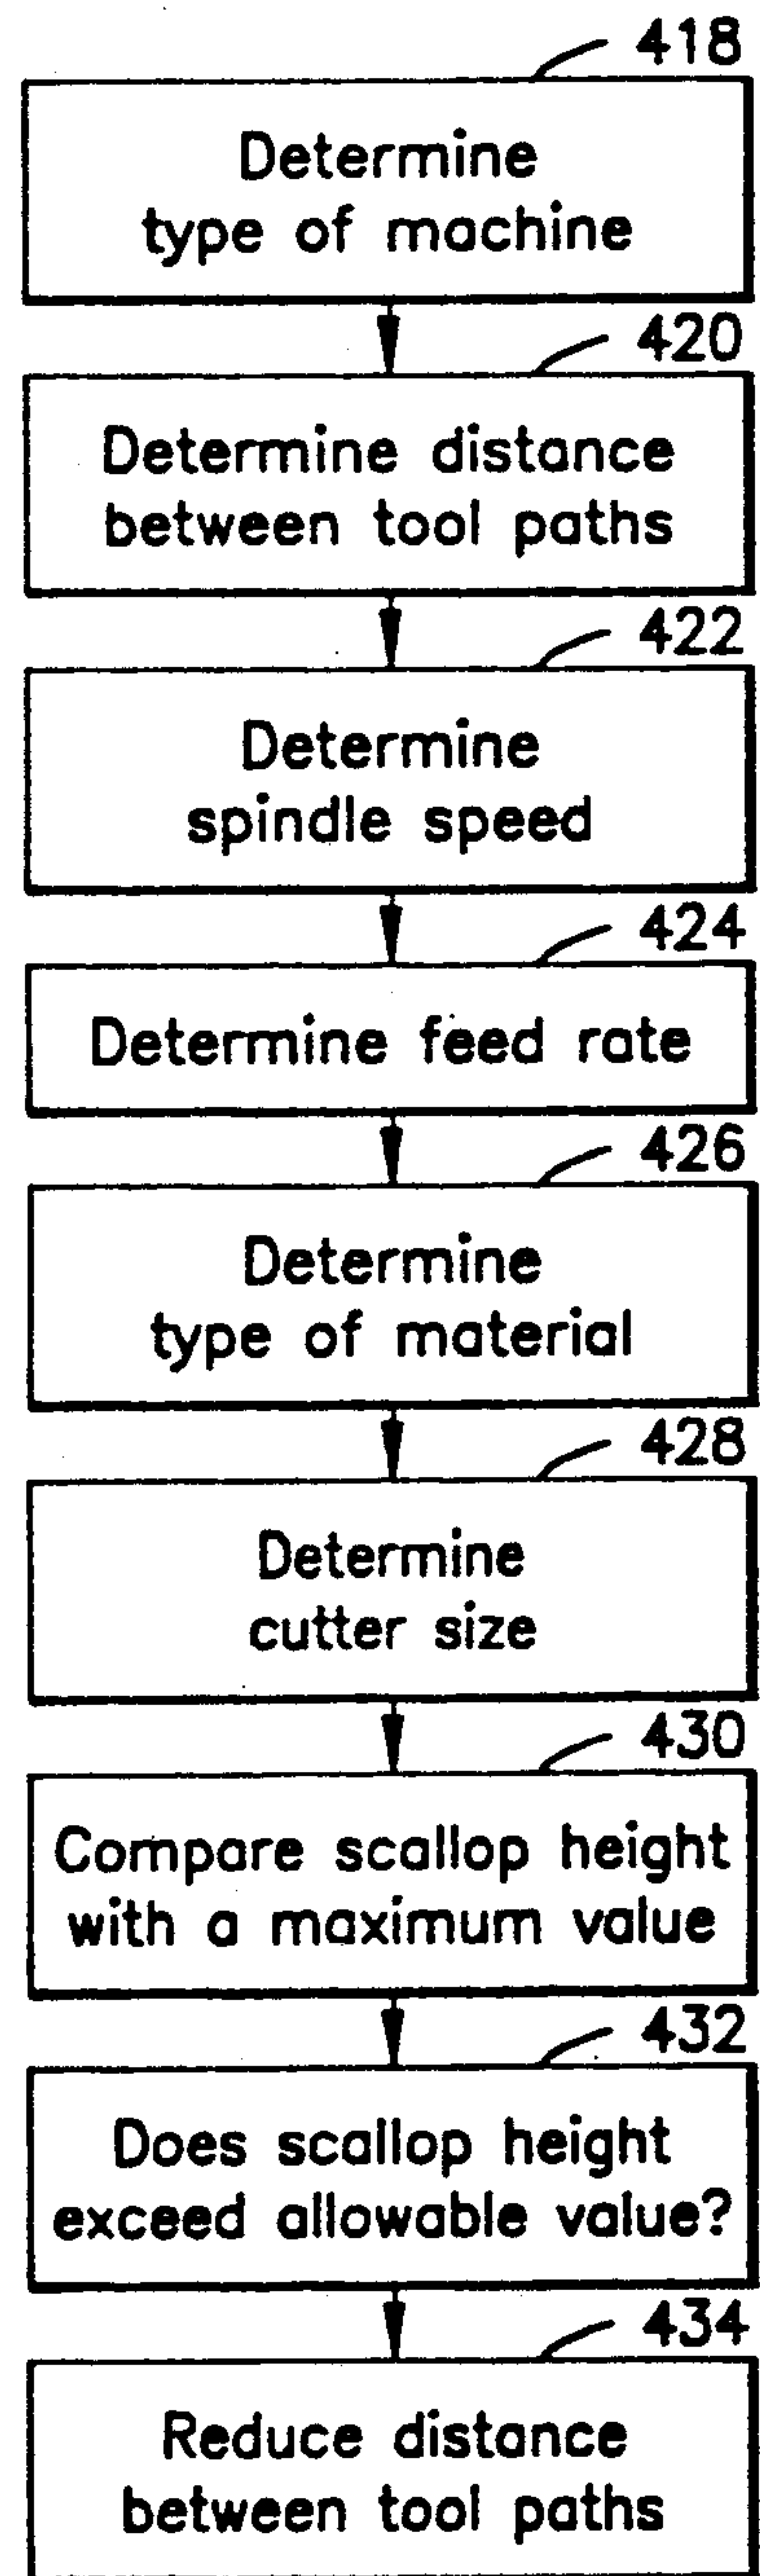 418
Determine
type of machine
420
Determine distance
between tool paths
422
Determine
spindle speed
424
Determine feed rate
426
Determine
type of material
428
Determine
cutter size
430
Compare scallop height
with a maximum value
432
Does scallop height
exceed allowable value?
434
Reduce distance
between tool paths